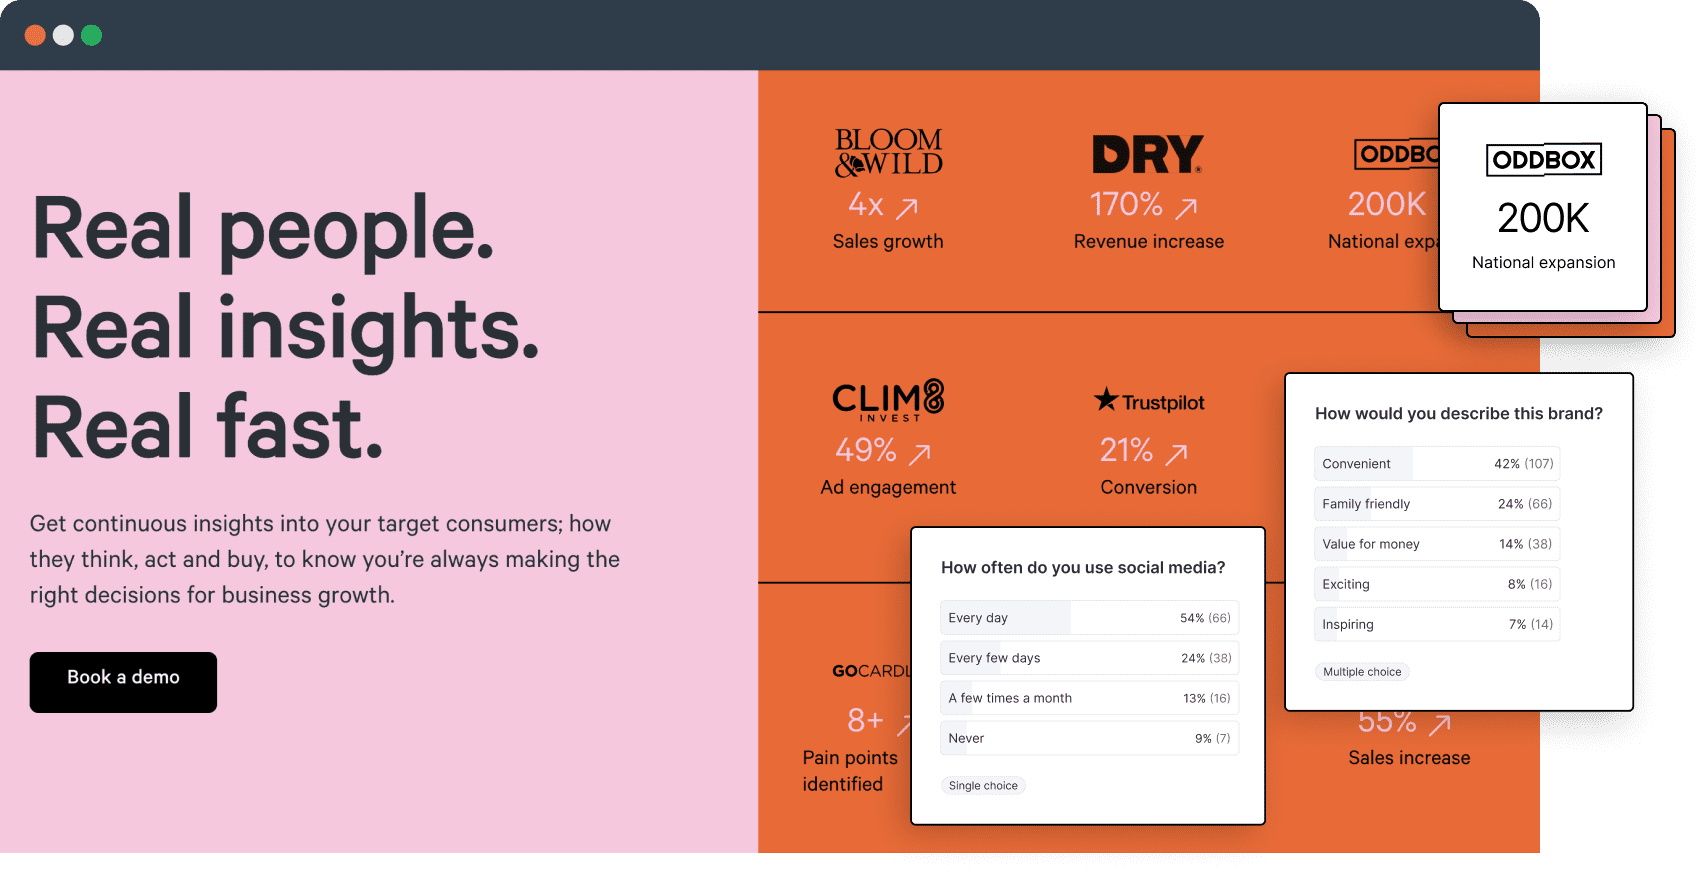 Real people.
Real insights.
Real fast.
Get continuous insights into your target consumers; how
they think, act and buy, to know you’re always making the
right decisions for business growth.
Book a demo
BLOOM
&WILD
4x
Sales growth
DRY
170%
Revenue increase
ODDBO
200K
National expa
ODDBOX
200K
National expansion
CLIM8
INVEST
49%
Ad engagement
Trustpilot
21%
Conversion
How would you describe this brand?
Convenient 42% (107)
Family friendly 24% (66)
Value for money 14% (38)
Exciting 8% (16)
Inspiring 7% (14)
Multiple choice
GOCARDL
8+
Pain points
identified
How often do you use social media?
Every day 54% (66)
Every few days 24% (38)
A few times a month 13% (16)
Never 9% (7)
Single choice
55%
Sales increase